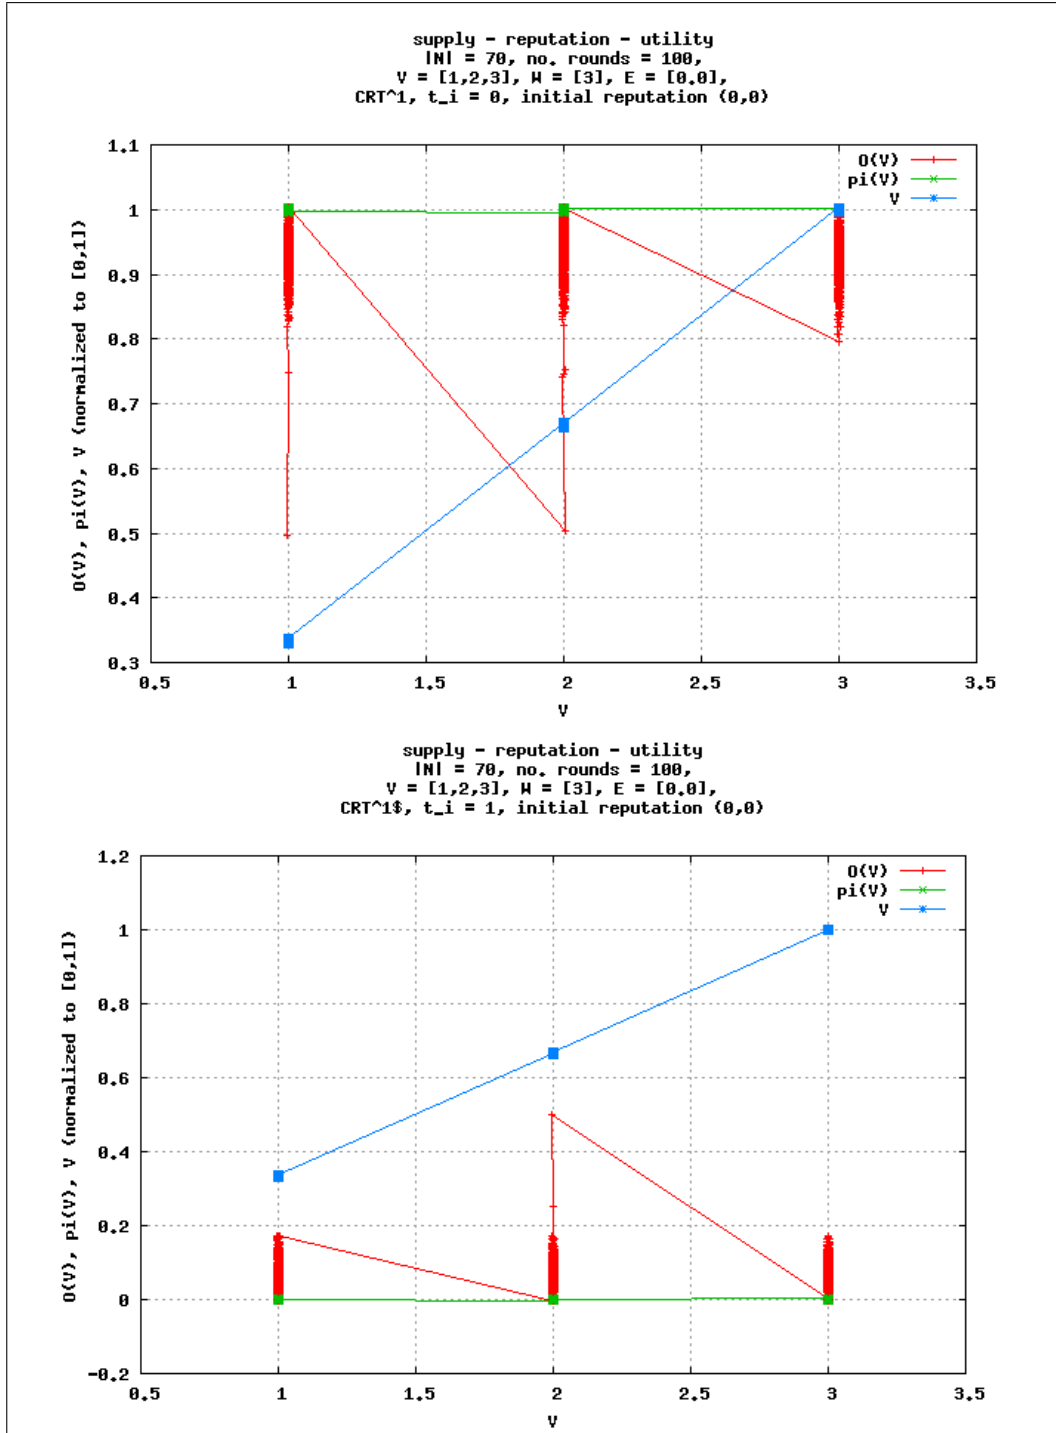 supply - reputation - utility
|N| = 70, no. rounds = 100,
V = [1,2,3], W = [3], E = [0.0],
CRT^1, t_i = 0, initial reputation (0,0)
1.1
1
0.9
0.8
0.7
0.6
0.5
0.4
0.3
O(V), pi(V), V (normalized to [0,1])
O(V)
pi(V)
V
0.5 1 1.5 2 2.5 3 3.5
V
supply - reputation - utility
|N| = 70, no. rounds = 100,
V = [1,2,3], W = [3], E = [0.0],
CRT^1$, t_i = 1, initial reputation (0,0)
1.2
1
0.8
0.6
0.4
0.2
0
-0.2
O(V), pi(V), V (normalized to [0,1])
O(V)
pi(V)
V
0.5 1 1.5 2 2.5 3 3.5
V